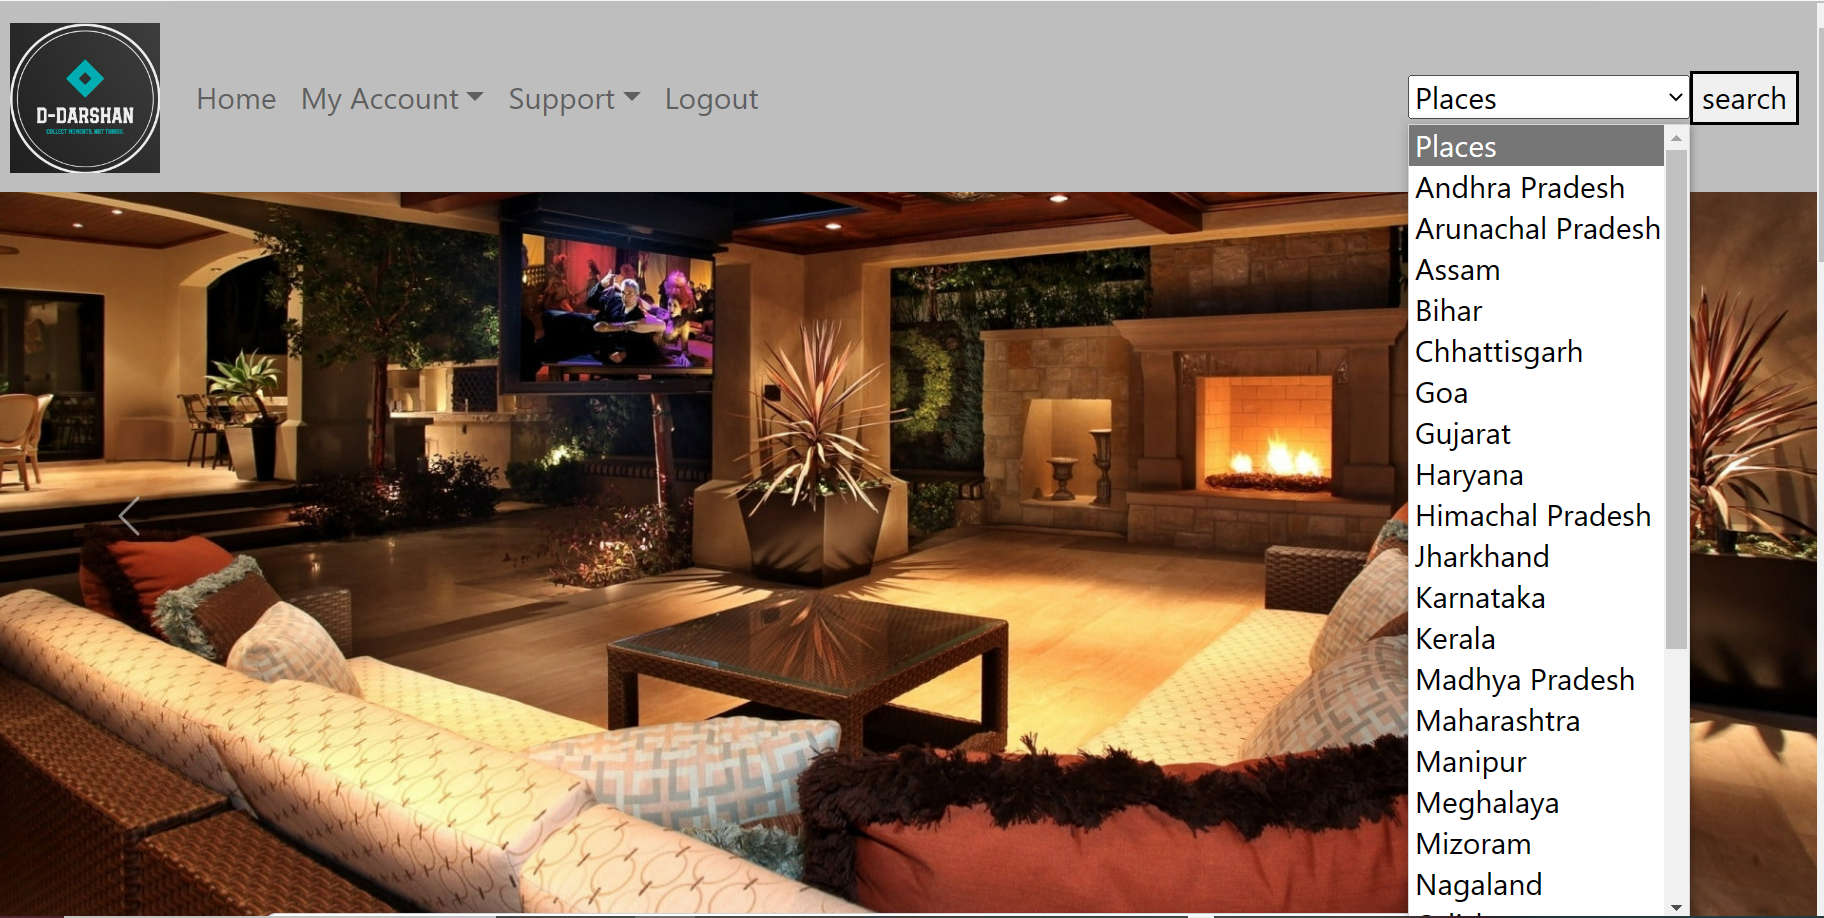 D-DARSHAN
COLLECT MOMENTS, NOT THINGS.
Home My Account Support Logout
Places search
Places
Andhra Pradesh
Arunachal Pradesh
Assam
Bihar
Chhattisgarh
Goa
Gujarat
Haryana
Himachal Pradesh
Jharkhand
Karnataka
Kerala
Madhya Pradesh
Maharashtra
Manipur
Meghalaya
Mizoram
Nagaland